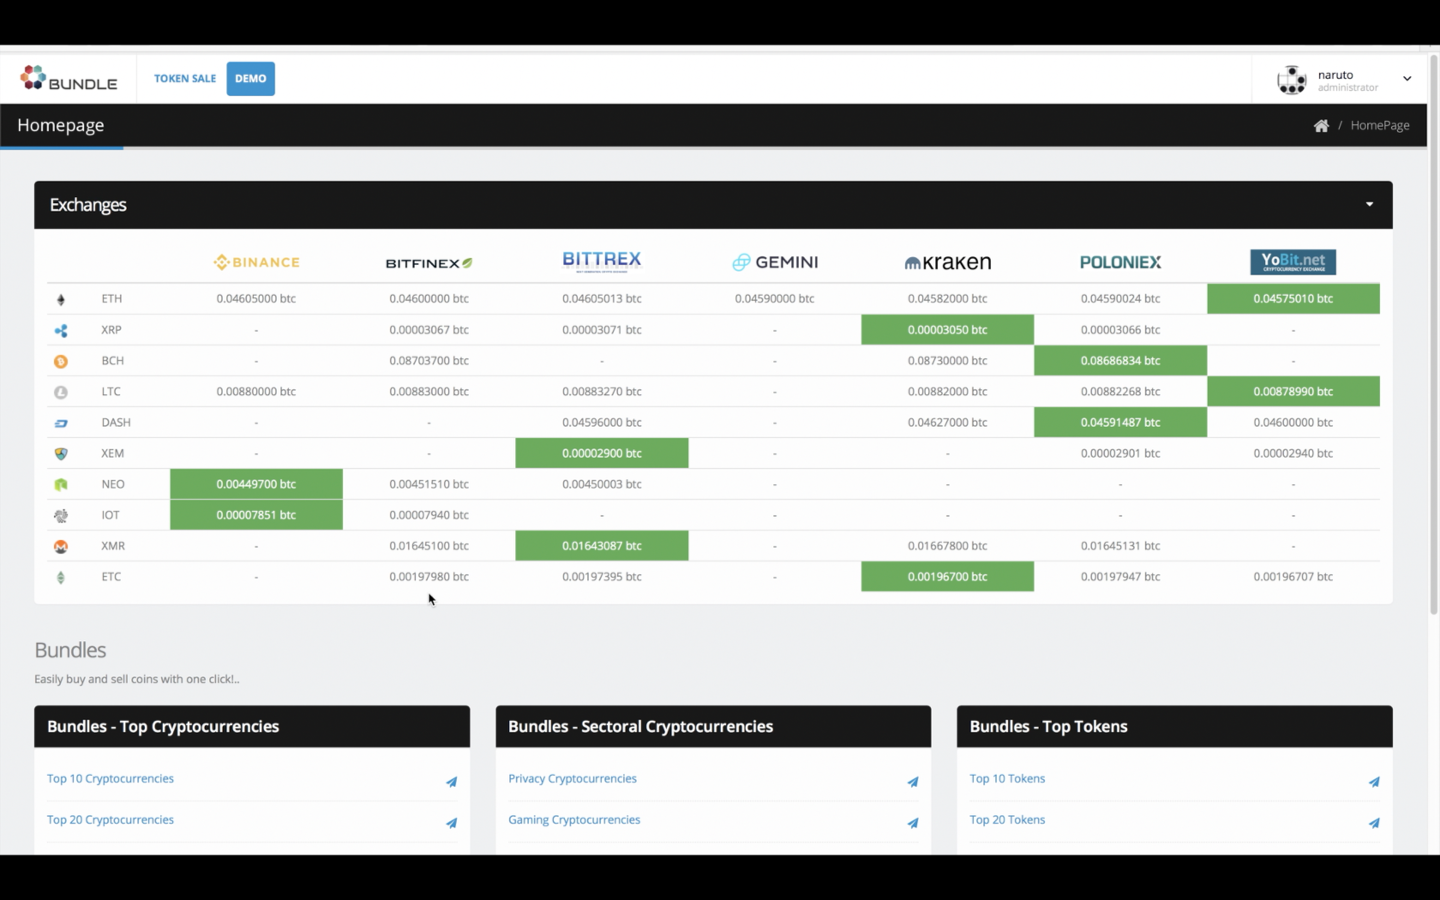 BUNDLE TOKEN SALE DEMO naruto
administrator
Homepage / HomePage
Exchanges
BINANCE BITFINEX BITTREX GEMINI kraken POLONIEX YoBit.net
CRYPTOCURRENCY EXCHANGE
ETH 0.04605000 btc 0.04600000 btc 0.04605013 btc 0.04590000 btc 0.04582000 btc 0.04590024 btc 0.04575010 btc
XRP - 0.00003067 btc 0.00003071 btc - 0.00003050 btc 0.00003066 btc -
BCH - 0.08703700 btc - - 0.08730000 btc 0.08686834 btc -
LTC 0.00880000 btc 0.00883000 btc 0.00883270 btc - 0.00882000 btc 0.00882268 btc 0.00878990 btc
DASH - - 0.04596000 btc - 0.04627000 btc 0.04591487 btc 0.04600000 btc
XEM - - 0.00002900 btc - - 0.00002901 btc 0.00002940 btc
NEO 0.00449700 btc 0.00451510 btc 0.00450003 btc - - - -
IOT 0.00007851 btc 0.00007940 btc - - - - -
XMR - 0.01645100 btc 0.01643087 btc - 0.01667800 btc 0.01645131 btc -
ETC - 0.00197980 btc 0.00197395 btc - 0.00196700 btc 0.00197947 btc 0.00196707 btc
Bundles
Easily buy and sell coins with one click!..
Bundles - Top Cryptocurrencies Bundles - Sectoral Cryptocurrencies Bundles - Top Tokens
Top 10 Cryptocurrencies Privacy Cryptocurrencies Top 10 Tokens
Top 20 Cryptocurrencies Gaming Cryptocurrencies Top 20 Tokens